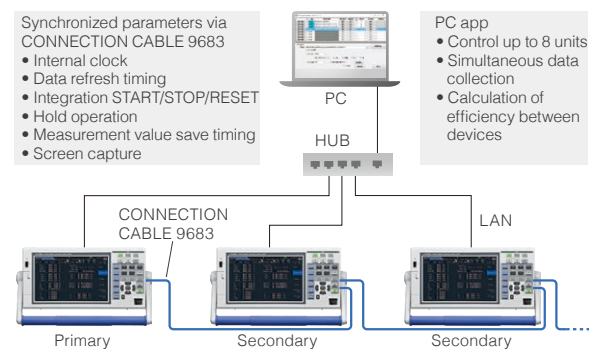 Synchronized parameters via
CONNECTION CABLE 9683
• Internal clock
• Data refresh timing
• Integration START/STOP/RESET
• Hold operation
• Measurement value save timing
• Screen capture
PC
PC app
• Control up to 8 units
• Simultaneous data
collection
• Calculation of
efficiency between
devices
HUB
CONNECTION
CABLE 9683
LAN
Primary
Secondary
Secondary